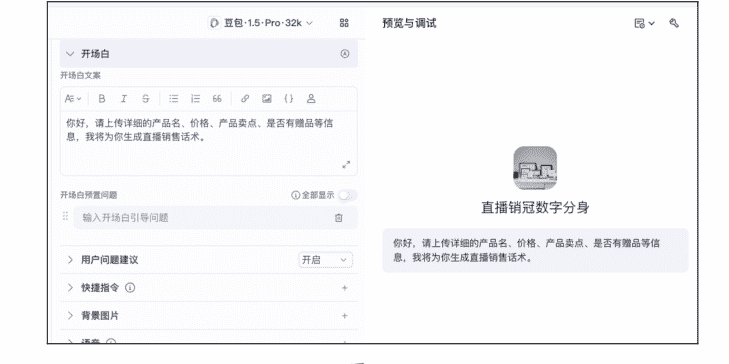 豆包·1.5·Pro·32k
预览与调试
开场白
开场白文案
B I S 66
你好，请上传详细的产品名、价格、产品卖点、是否有赠品等信
息，我将为你生成直播销售话术。
开场白预置问题
全部显示
输入开场白引导问题
用户问题建议
开启
快捷指令
背景图片
语音
直播销冠数字分身
你好，请上传详细的产品名、价格、产品卖点、是否有赠品等信
息，我将为你生成直播销售话术。